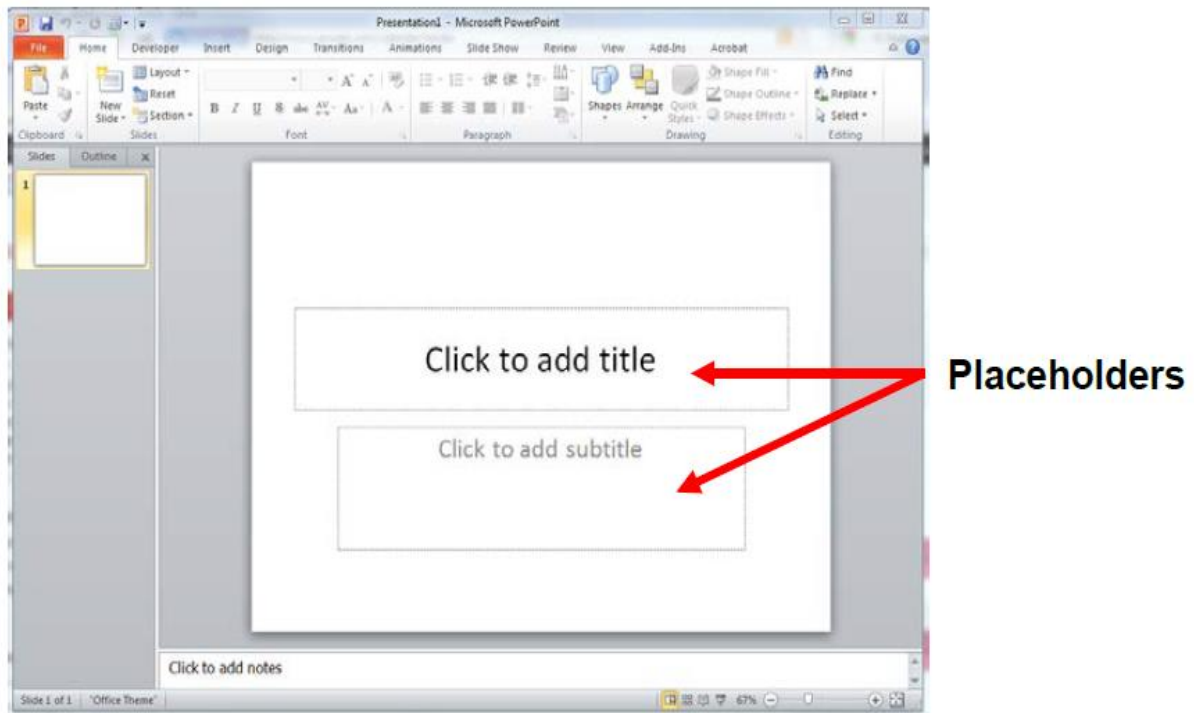 Presentation1 - Microsoft PowerPoint
File Home Developer Insert Design Transitions Animations Slide Show Review View Add-Ins Acrobat
Paste
New Slide
Layout
Reset
Section
B I U S abc AV Aa A
Shapes Arrange Quick Styles
Shape Fill
Shape Outline
Shape Effects
Find
Replace
Select
Clipboard Slides Font Paragraph Drawing Editing
Slides Outline
1
Click to add title
Click to add subtitle
Placeholders
Click to add notes
Slide 1 of 1 "Office Theme" 67%